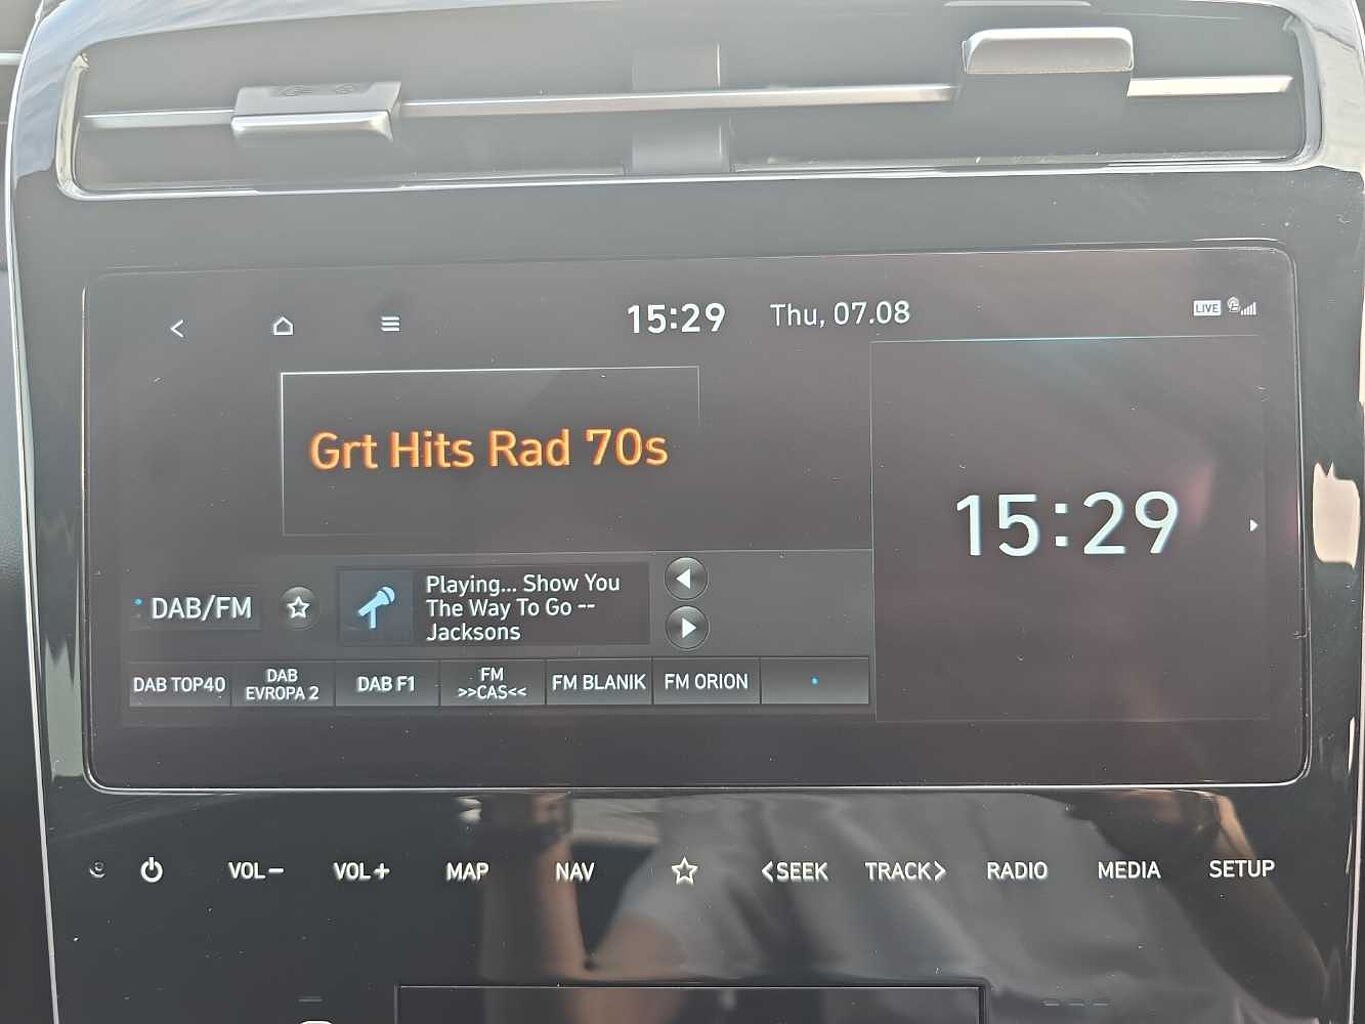 15:29 Thu, 07.08 LIVE
Grt Hits Rad 70s
15:29
DAB/FM
Playing... Show You
The Way To Go --
Jacksons
DAB TOP40
DAB
EVROPA 2
DAB F1
FM
>>CAS<<
FM BLANIK
FM ORION
VOL− VOL+ MAP NAV <SEEK TRACK> RADIO MEDIA SETUP